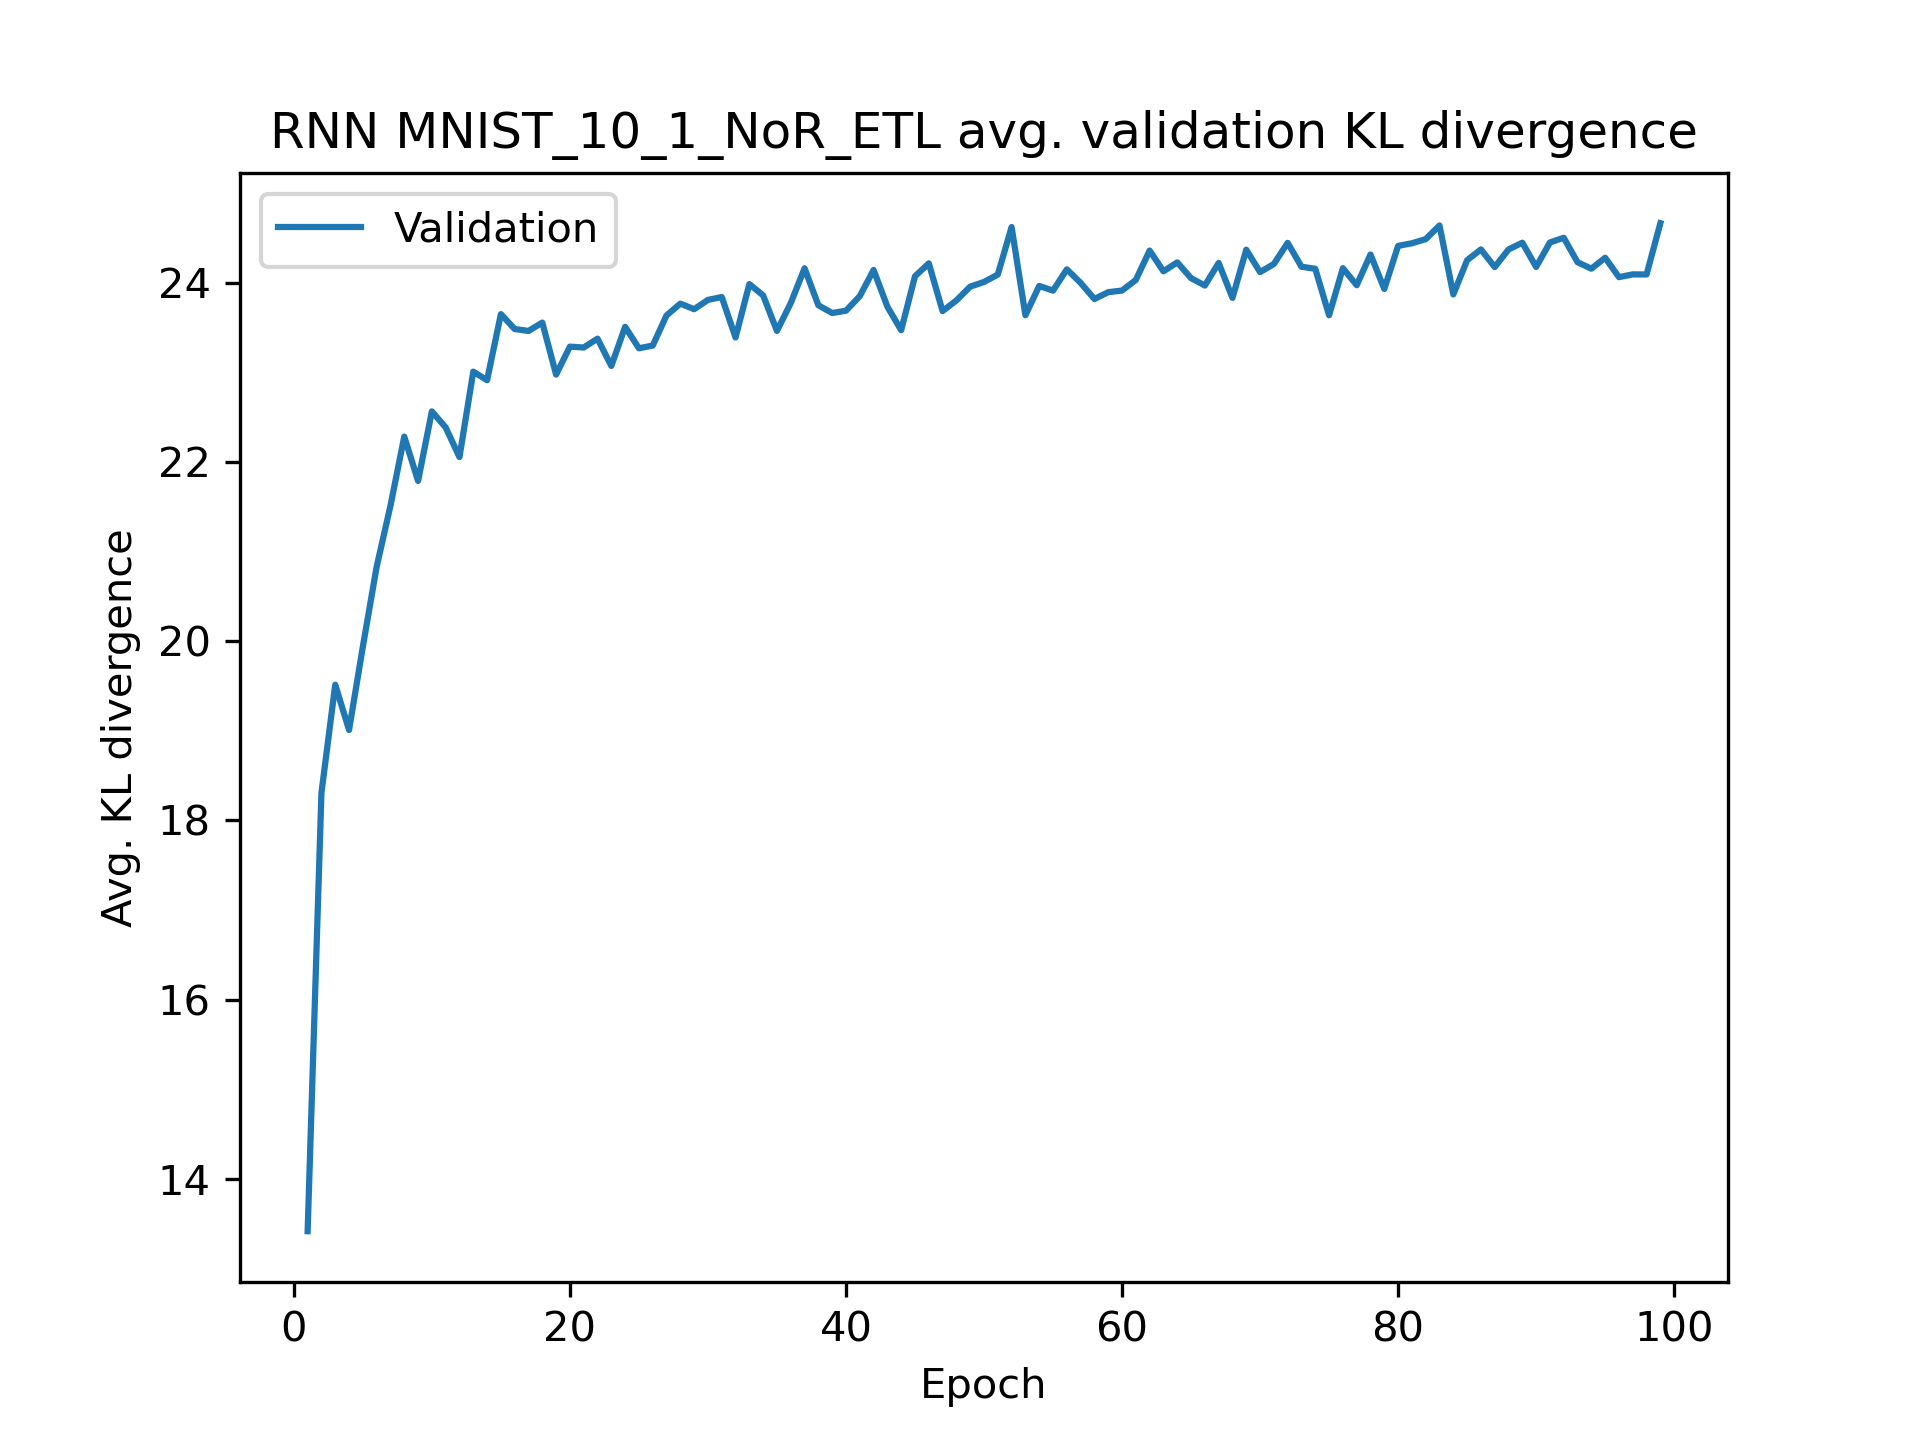 RNN MNIST_10_1_NoR_ETL avg. validation KL divergence
Validation
24
22
20
18
16
14
Avg. KL divergence
0 20 40 60 80 100
Epoch